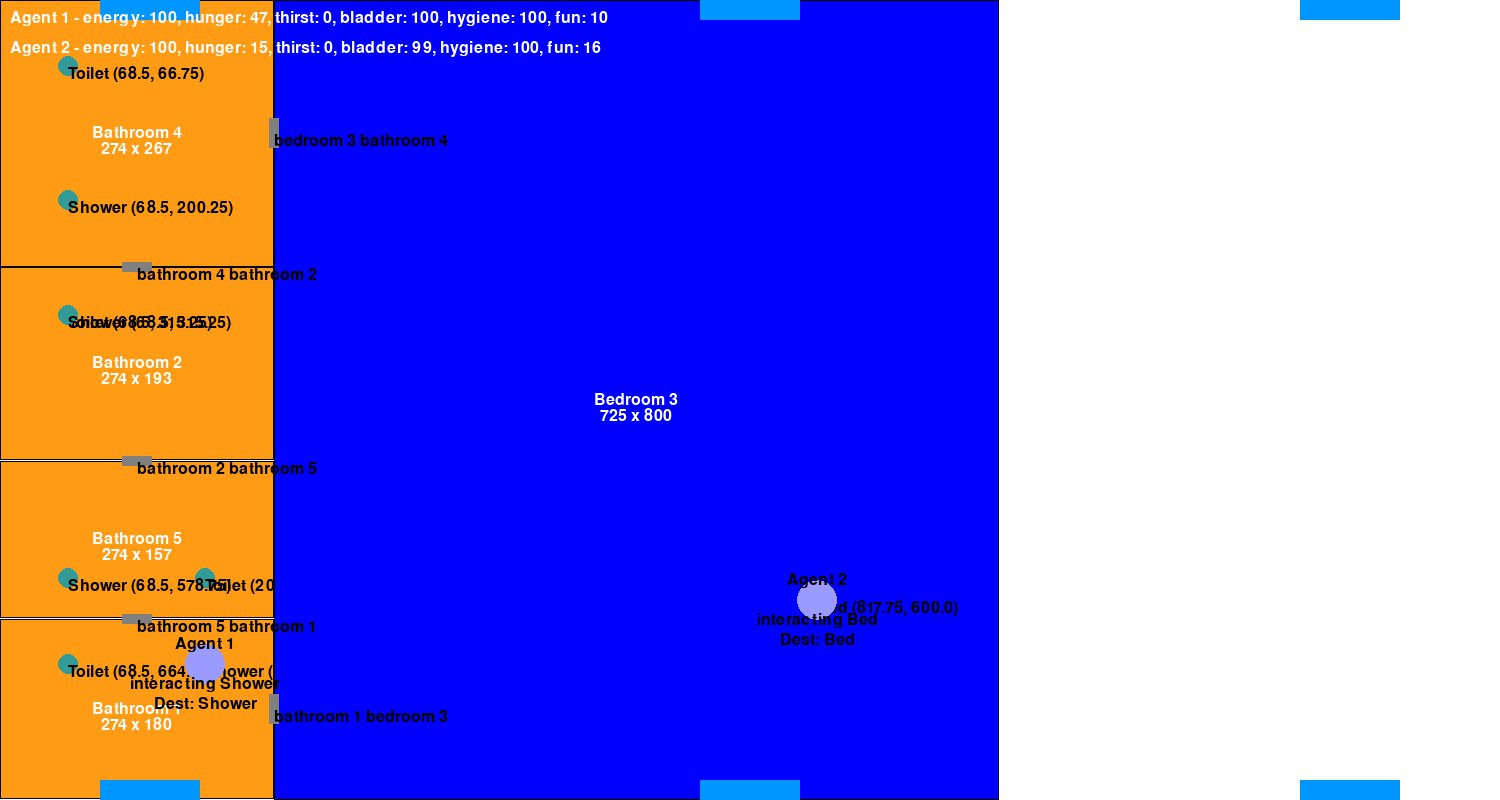 Agent 1 - energy: 100, hunger: 47, thirst: 0, bladder: 100, hygiene: 100, fun: 10
Agent 2 - energy: 100, hunger: 15, thirst: 0, bladder: 99, hygiene: 100, fun: 16
Toilet (68.5, 66.75)
Bathroom 4
274 x 267
bedroom 3 bathroom 4
Shower (68.5, 200.25)
bathroom 4 bathroom 2
Bathroom 2
274 x 193
Bedroom 3
725 x 800
bathroom 2 bathroom 5
Bathroom 5
274 x 157
Shower (68.5, 578.75)
Toilet (20
Agent 2
(817.75, 600.0)
interacting Bed
Dest: Bed
bathroom 5 bathroom 1
Agent 1
Toilet (68.5, 664.
interacting Shower
Dest: Shower
Bathroom 1
274 x 180
bathroom 1 bedroom 3